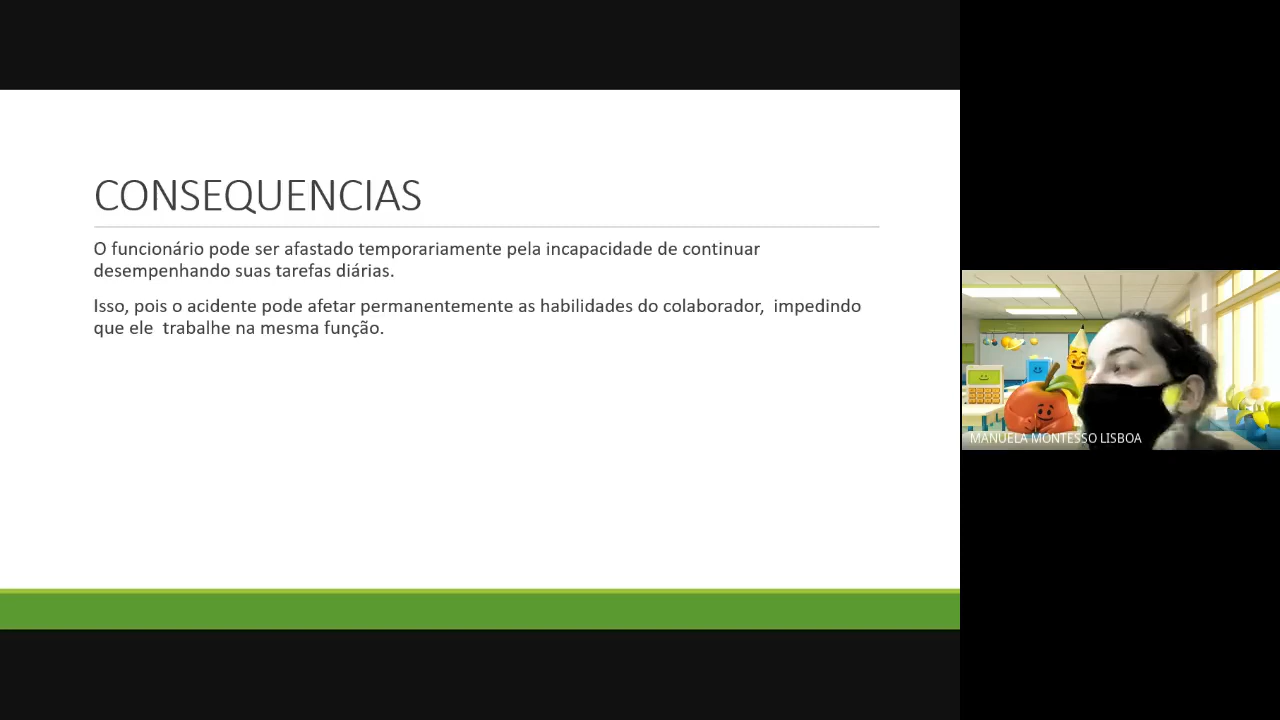 CONSEQUENCIAS
O funcionário pode ser afastado temporariamente pela incapacidade de continuar
desempenhando suas tarefas diárias.
Isso, pois o acidente pode afetar permanentemente as habilidades do colaborador,  impedindo
que ele  trabalhe na mesma função.
MANUELA MONTESSO LISBOA